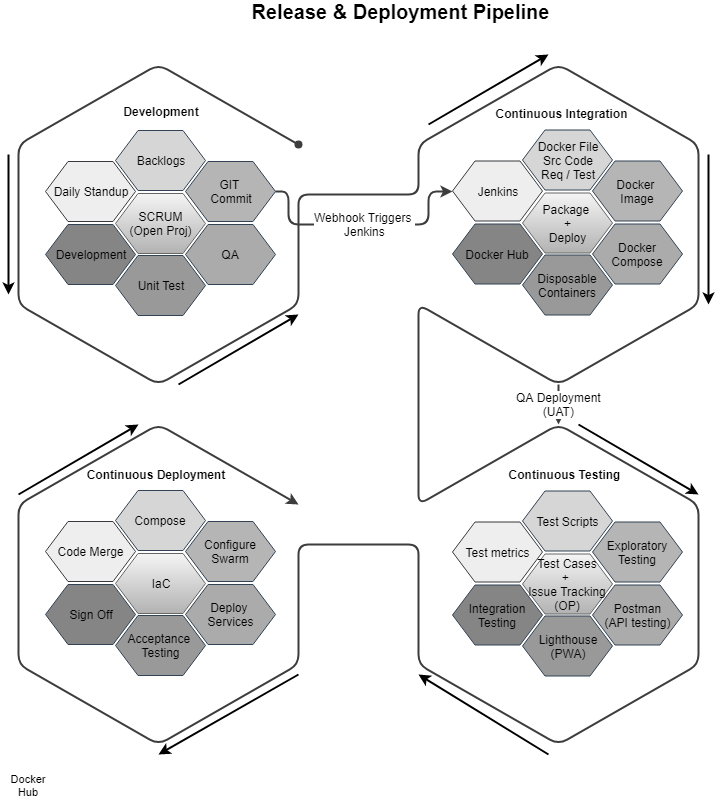 Release & Deployment Pipeline
Development
Backlogs
Daily Standup
GIT
Commit
SCRUM
(Open Proj)
Development
QA
Unit Test
Webhook Triggers
Jenkins
Continuous Integration
Docker File
Src Code
Req / Test
Jenkins
Docker
Image
Package
+
Deploy
Docker Hub
Docker
Compose
Disposable
Containers
QA Deployment
(UAT)
Continuous Deployment
Compose
Code Merge
Configure
Swarm
IaC
Sign Off
Deploy
Services
Acceptance
Testing
Continuous Testing
Test Scripts
Test metrics
Exploratory
Testing
Test Cases
+
Issue Tracking
(OP)
Integration
Testing
Postman
(API testing)
Lighthouse
(PWA)
Docker
Hub